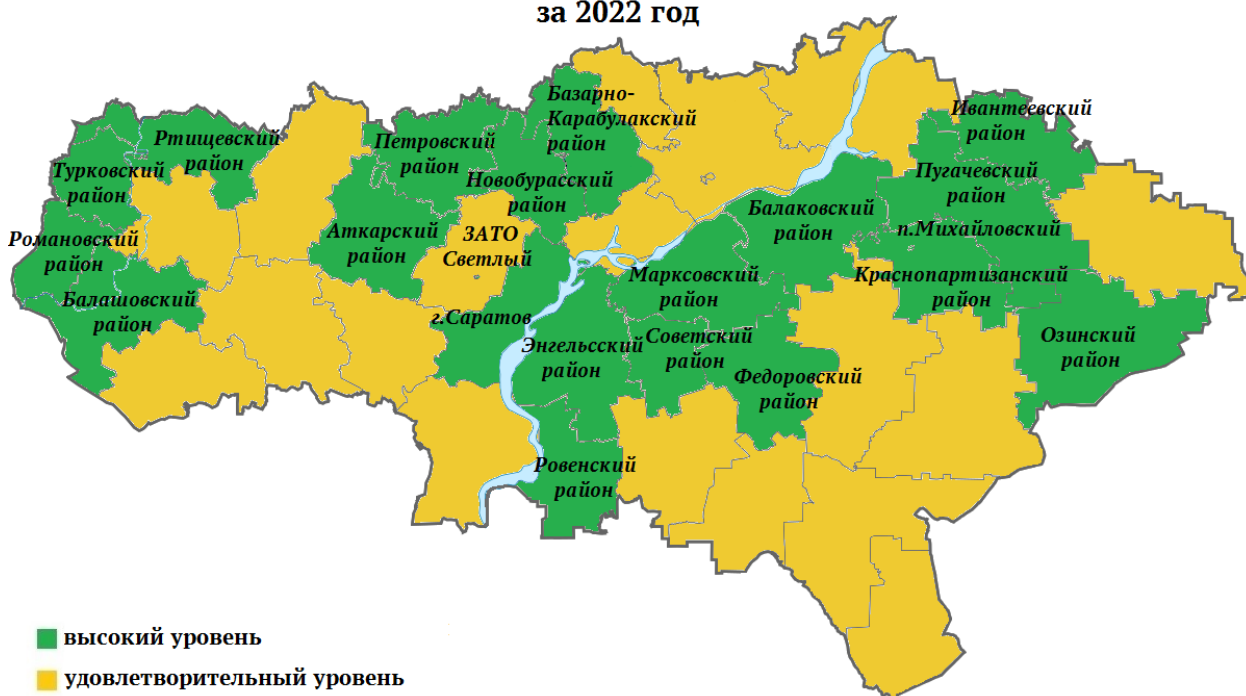 за 2022 год
Базарно-
Карабулакский
район
Ивантеевский
район
Ртищевский
район
Петровский
район
Турковский
район
Новобурасский
район
Пугачевский
район
Балаковский
район
Романовский
район
Аткарский
район
ЗАТО
Светлый
п.Михайловский
Марксовский
район
Краснопартизанский
район
Балашовский
район
г.Саратов
Энгельсский
район
Советский
район
Озинский
район
Федоровский
район
Ровенский
район
высокий уровень
удовлетворительный уровень